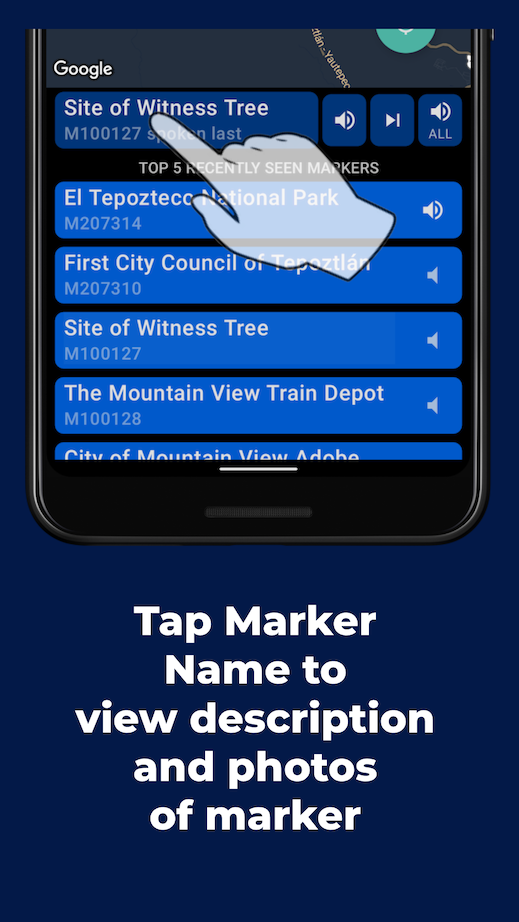 tlán - Yautepec
Google
Site of Witness Tree
M100127 spoken last
ALL
TOP 5 RECENTLY SEEN MARKERS
El Tepozteco National Park
M207314
First City Council of Tepoztlán
M207310
Site of Witness Tree
M100127
The Mountain View Train Depot
M100128
City of Mountain View Adobe
Tap Marker
Name to
view description
and photos
of marker